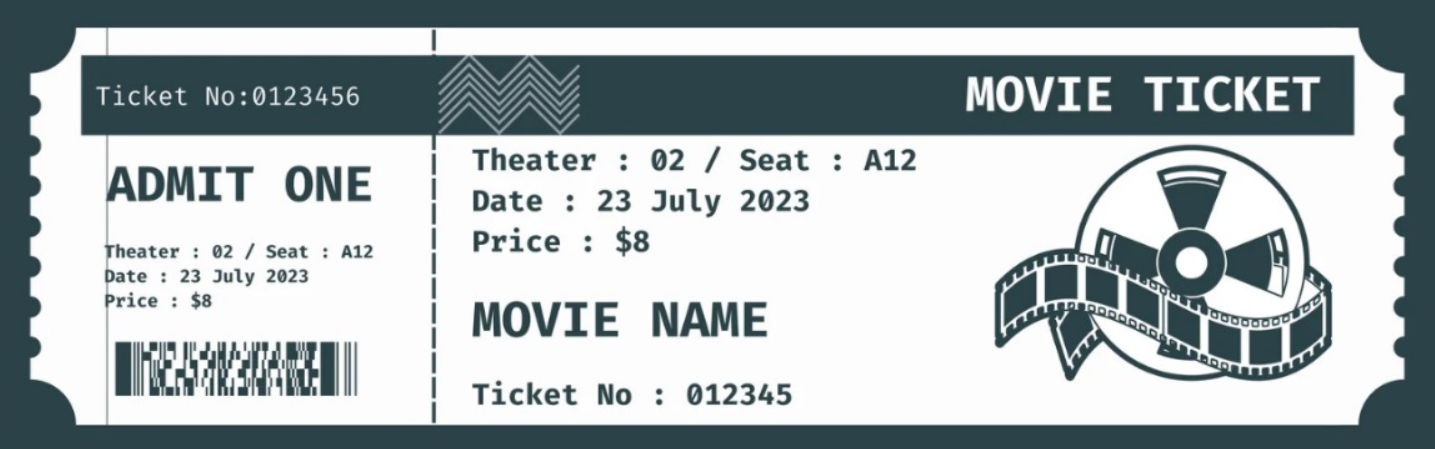 Ticket No:0123456
MOVIE TICKET
ADMIT ONE
Theater : 02 / Seat : A12
Date : 23 July 2023
Price : $8
Theater : 02 / Seat : A12
Date : 23 July 2023
Price : $8
MOVIE NAME
Ticket No : 012345